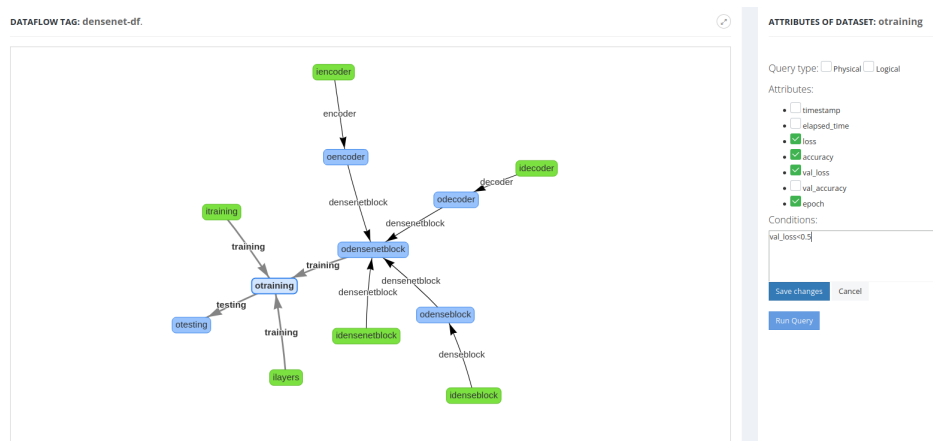 DATAFLOW TAG: densenet-df.
iencoder
encoder
oencoder
idecoder
decoder
odecoder
densenetblock
densenetblock
itraining
training
odensenetblock
training
otraining
densenetblock
densenetblock
testing
otesting
training
odenseblock
idensenetblock
denseblock
ilayers
idenseblock
ATTRIBUTES OF DATASET: otraining
Query type: Physical Logical
Attributes:
timestamp
elapsed_time
loss
accuracy
val_loss
val_accuracy
epoch
Conditions:
val_loss<0.5
Save changes Cancel
Run Query